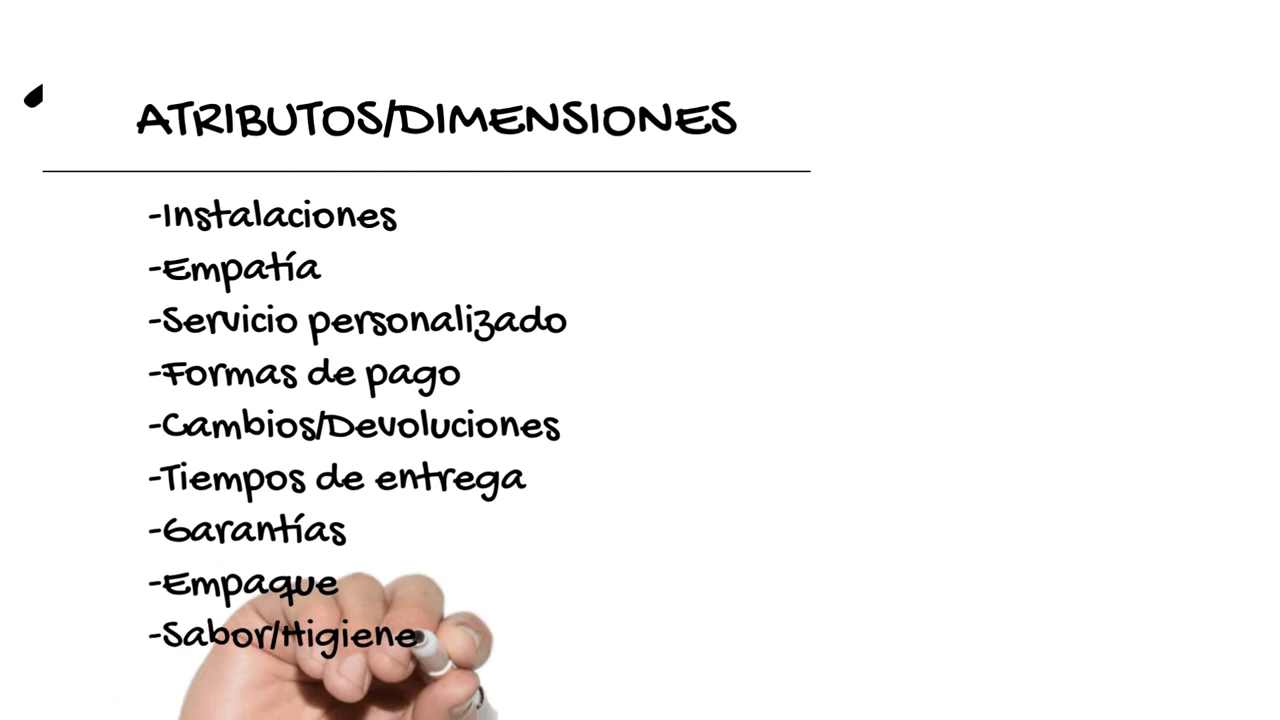 ATRIBUTOS/DIMENSIONES
-Instalaciones
-Empatía
-Servicio personalizado
-Formas de pago
-Cambios/Devoluciones
-Tiempos de entrega
-Garantías
-Empaque
-Sabor/Higiene